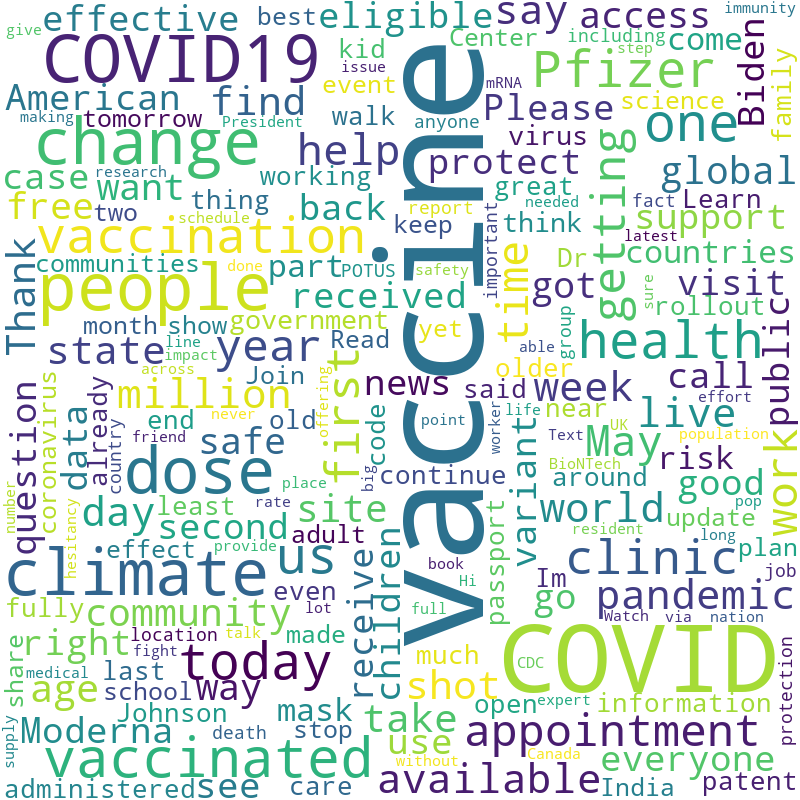 give
effective
best
eligible
say
access
including
immunity
COVID19
kid
Center
step
come
issue
Pfizer
Biden
American
find
event
mRNA
Please
science
family
making
tomorrow
President
walk
anyone
one
change
help
virus
protect
global
case
research
want
working
great
needed
fact
Learn
free
two
thing
back
report
important
think
getting
support
latest
schedule
keep
vaccine
vaccination
communities
done
part
POTUS
safety
time
Dr
countries
Thank
people
received
got
sure
visit
rollout
public
month
show
government
Read
yet
able
group
health
state
line
year
impact
across
Join
first
news
older
said
week
call
effort
million
offering
code
near
live
life
question
coronavirus
data
already
never
end
old
point
worker
Text
UK
May
population
work
friend
safe
BioNTech
risk
country
dose
place
big
continue
variant
around
good
number
hesitancy
day
least
rate
site
passport
world
pop
update
second
adult
resident
long
plan
effect
provide
climate
us
even
receive
children
book
Hi
Im
clinic
job
fully
community
lot
full
go
pandemic
right
location
talk
made
Watch
via
nation
fight
today
COVID
share
medical
last
much
CDC
protection
age
school
way
shot
open
expert
information
supply
Moderna
Johnson
death
mask
stop
take
use
appointment
vaccinated
without
Canada
everyone
administered
see
care
available
India
patent